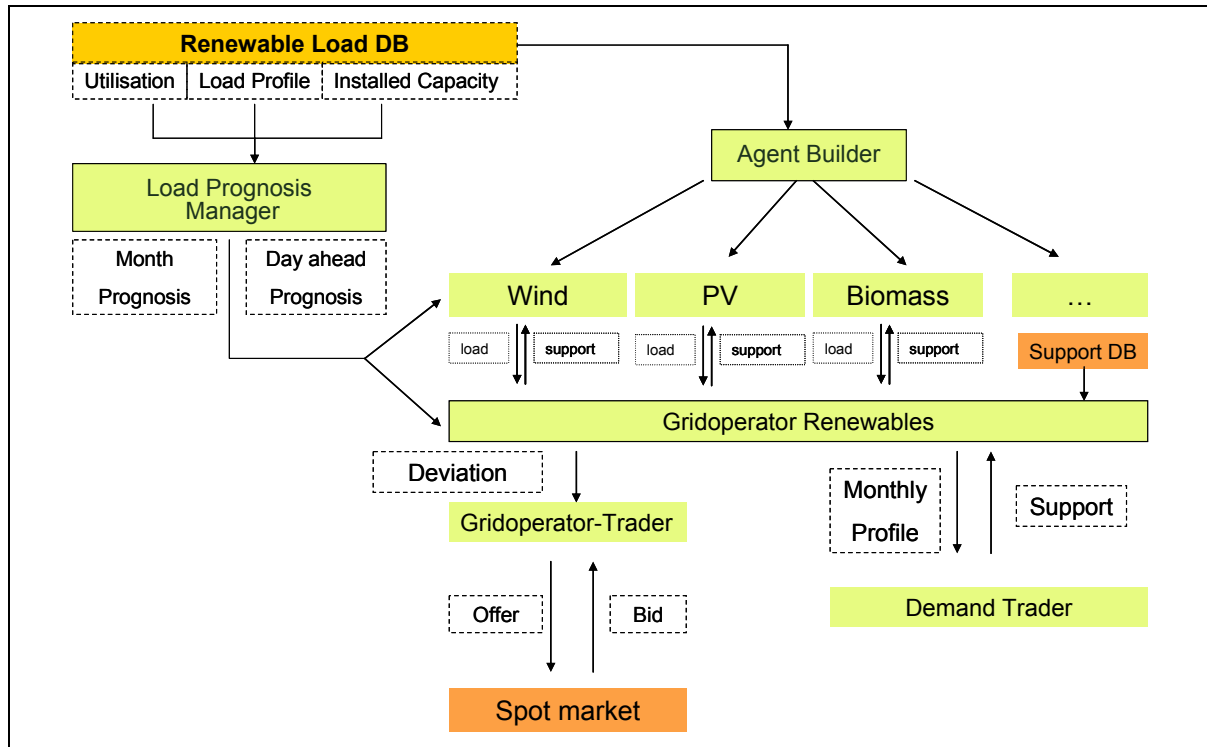 Renewable Load DB
Utilisation
Load Profile
Installed Capacity
Agent Builder
Load Prognosis
Manager
Month
Prognosis
Day ahead
Prognosis
Wind
PV
Biomass
…
load
support
load
support
load
support
Support DB
Gridoperator Renewables
Deviation
Monthly
Profile
Support
Gridoperator-Trader
Offer
Bid
Demand Trader
Spot market